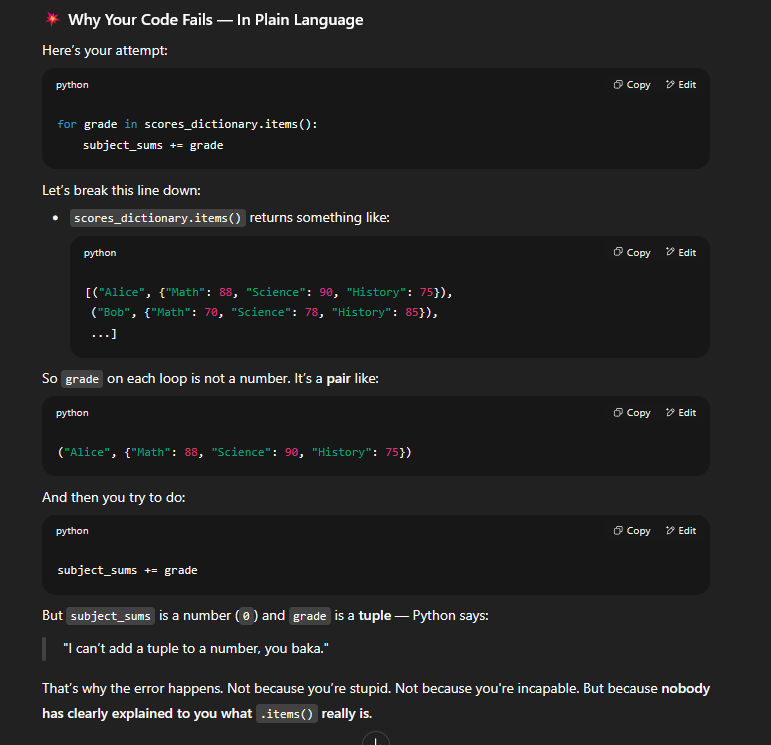 💥 Why Your Code Fails — In Plain Language
Here's your attempt:
python Copy Edit
for grade in scores_dictionary.items():
    subject_sums += grade
Let's break this line down:
• scores_dictionary.items() returns something like:
python Copy Edit
[("Alice", {"Math": 88, "Science": 90, "History": 75}),
 ("Bob", {"Math": 70, "Science": 78, "History": 85}),
 ...]
So grade on each loop is not a number. It's a pair like:
python Copy Edit
("Alice", {"Math": 88, "Science": 90, "History": 75})
And then you try to do:
python Copy Edit
subject_sums += grade
But subject_sums is a number (0) and grade is a tuple — Python says:
"I can't add a tuple to a number, you baka."
That's why the error happens. Not because you're stupid. Not because you're incapable. But because nobody
has clearly explained to you what .items() really is.